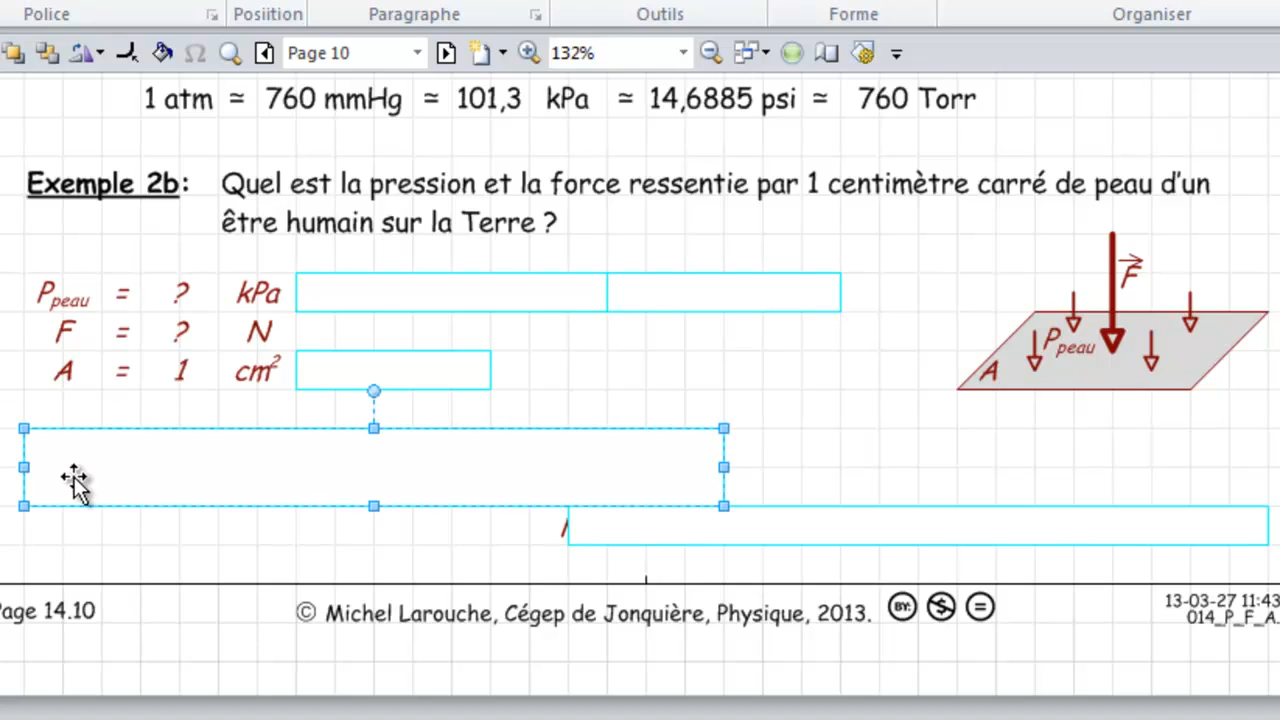 Police Posiition Paragraphe Outils Forme Organiser
Page 10 132%
1 atm = 760 mmHg = 101,3 kPa = 14,6885 psi = 760 Torr
Exemple 2b: Quel est la pression et la force ressentie par 1 centimètre carré de peau d'un
être humain sur la Terre ?
Ppeau = ? kPa
F = ? N
A = 1 cm²
F
Ppeau
A
Page 14.10 © Michel Larouche, Cégep de Jonquière, Physique, 2013. BY: $ = 13-03-27 11:43
014_P_F_A.